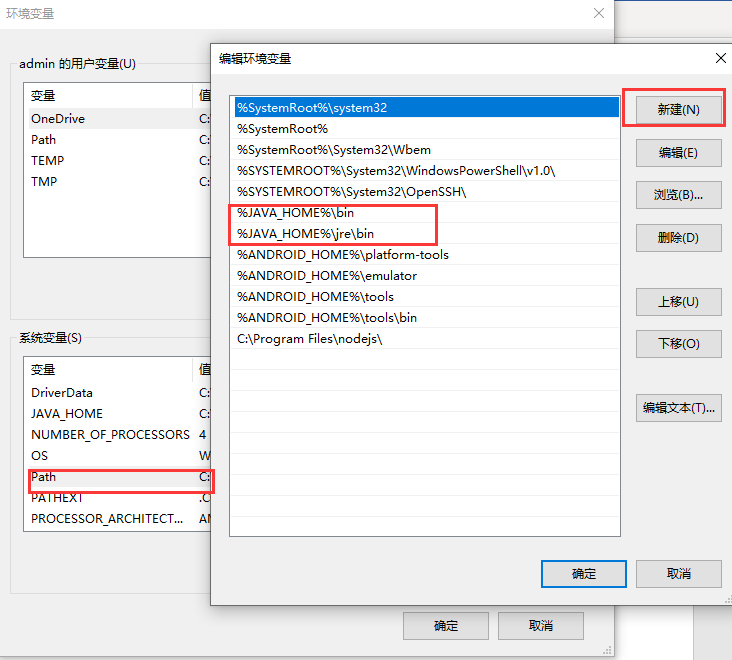 环境变量
admin 的用户变量(U)
变量
值
OneDrive
C:\
Path
C:\
TEMP
C:\
TMP
C:\
系统变量(S)
变量
值
DriverData
C:\
JAVA_HOME
C:\
NUMBER_OF_PROCESSORS
4
OS
W
Path
C:
PATHEXT
.C
PROCESSOR_ARCHITECT...
AM
确定
取消
编辑环境变量
%SystemRoot%\system32
%SystemRoot%
%SystemRoot%\System32\Wbem
%SYSTEMROOT%\System32\WindowsPowerShell\v1.0\
%SYSTEMROOT%\System32\OpenSSH\
%JAVA_HOME%\bin
%JAVA_HOME%\jre\bin
%ANDROID_HOME%\platform-tools
%ANDROID_HOME%\emulator
%ANDROID_HOME%\tools
%ANDROID_HOME%\tools\bin
C:\Program Files\nodejs\
新建(N)
编辑(E)
浏览(B)...
删除(D)
上移(U)
下移(O)
编辑文本(T)...
确定
取消